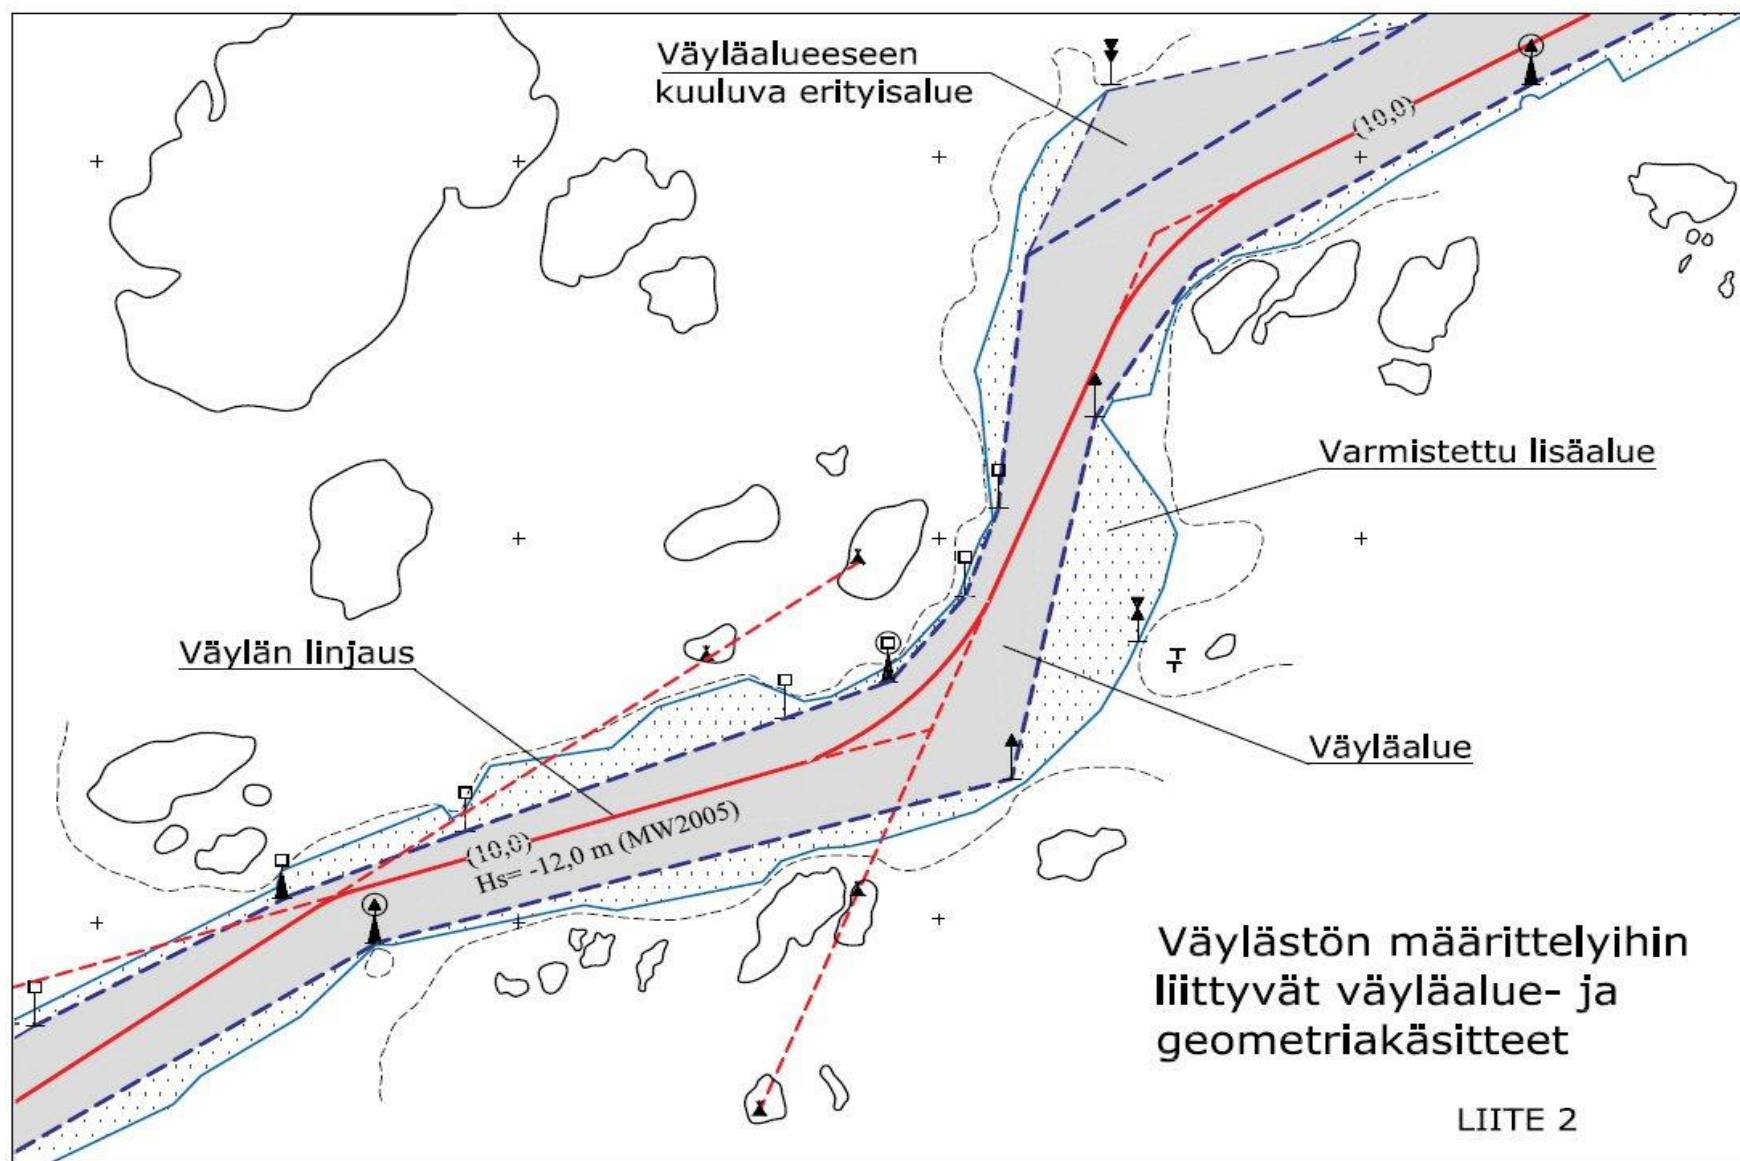 Väyläalueeseen
kuuluva erityisalue
(10,0)
Varmistettu lisäalue
Väylän linjaus
Väyläalue
(10,0)
Hs= -12,0 m (MW2005)
Väylästön määrittelyihin
liittyvät väyläalue- ja
geometriakäsitteet
LIITE 2